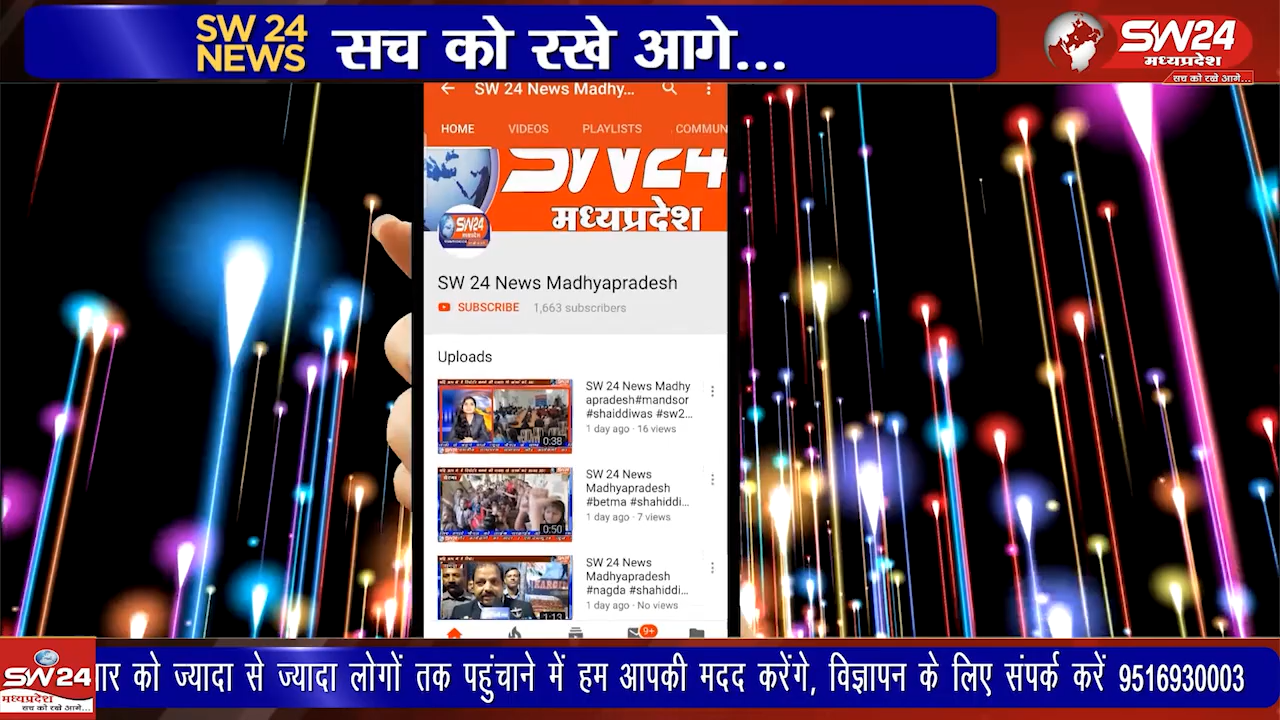 SW 24
NEWS
सच को रखे आगे...
SW24
मध्यप्रदेश
सच को रखे आगे...
SW 24 News Madhy...
HOME VIDEOS PLAYLISTS COMMUN
SW24
मध्यप्रदेश
SW24
SW 24 News Madhyapradesh
SUBSCRIBE 1,663 subscribers
Uploads
SW 24 News Madhy
apradesh#mandsor
#shaiddiwas #sw2...
1 day ago · 16 views
0:38
SW 24 News
Madhyapradesh
#betma #shahiddi...
1 day ago · 7 views
0:50
SW 24 News
Madhyapradesh
#nagda #shahiddi...
1 day ago · No views
1:13
9+
SW24
मध्यप्रदेश
सच को रखे आगे...
ार को ज्यादा से ज्यादा लोगों तक पहुंचाने में हम आपकी मदद करेंगे, विज्ञापन के लिए संपर्क करें 9516930003